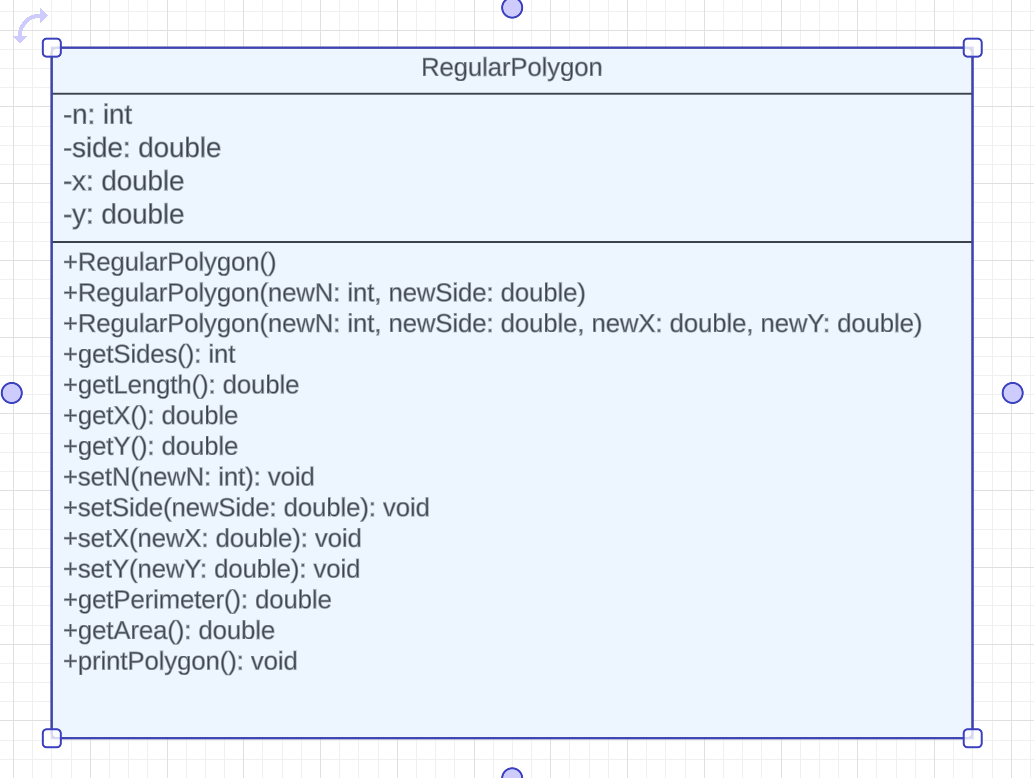 RegularPolygon
-n: int
-side: double
-x: double
-y: double
+RegularPolygon()
+RegularPolygon(newN: int, newSide: double)
+RegularPolygon(newN: int, newSide: double, newX: double, newY: double)
+getSides(): int
+getLength(): double
+getX(): double
+getY(): double
+setN(newN: int): void
+setSide(newSide: double): void
+setX(newX: double): void
+setY(newY: double): void
+getPerimeter(): double
+getArea(): double
+printPolygon(): void